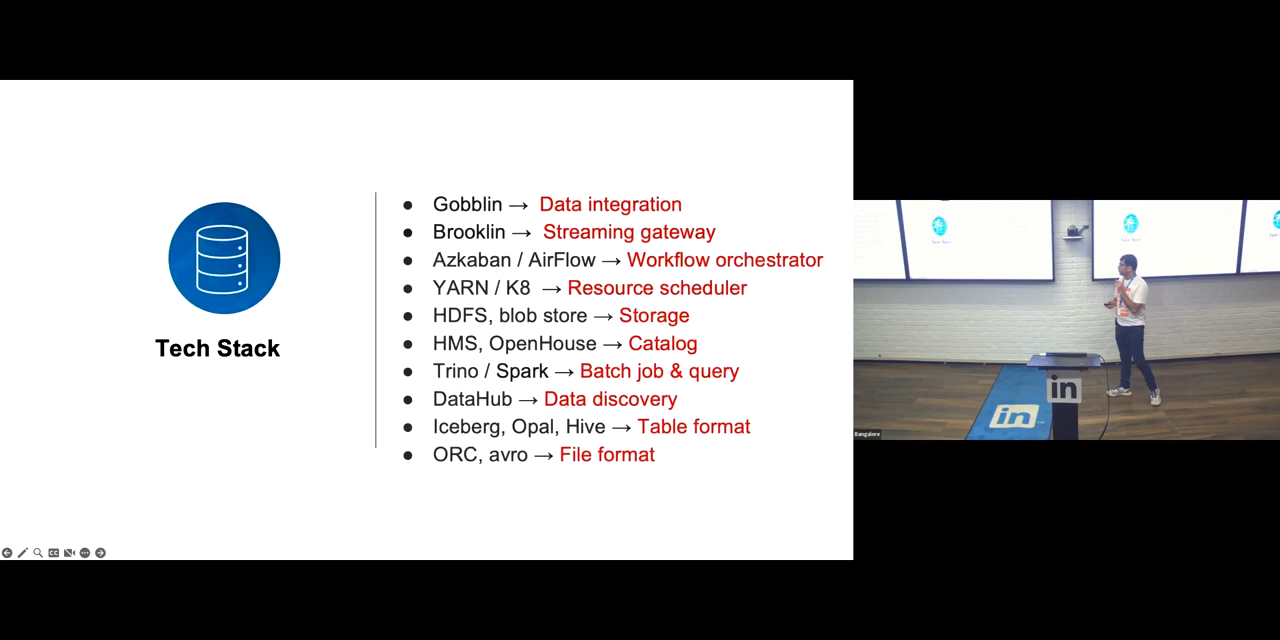 Tech Stack
● Gobblin → Data integration
● Brooklin → Streaming gateway
● Azkaban / AirFlow → Workflow orchestrator
● YARN / K8 → Resource scheduler
● HDFS, blob store → Storage
● HMS, OpenHouse → Catalog
● Trino / Spark → Batch job & query
● DataHub → Data discovery
● Iceberg, Opal, Hive → Table format
● ORC, avro → File format
in
in
Bangalore